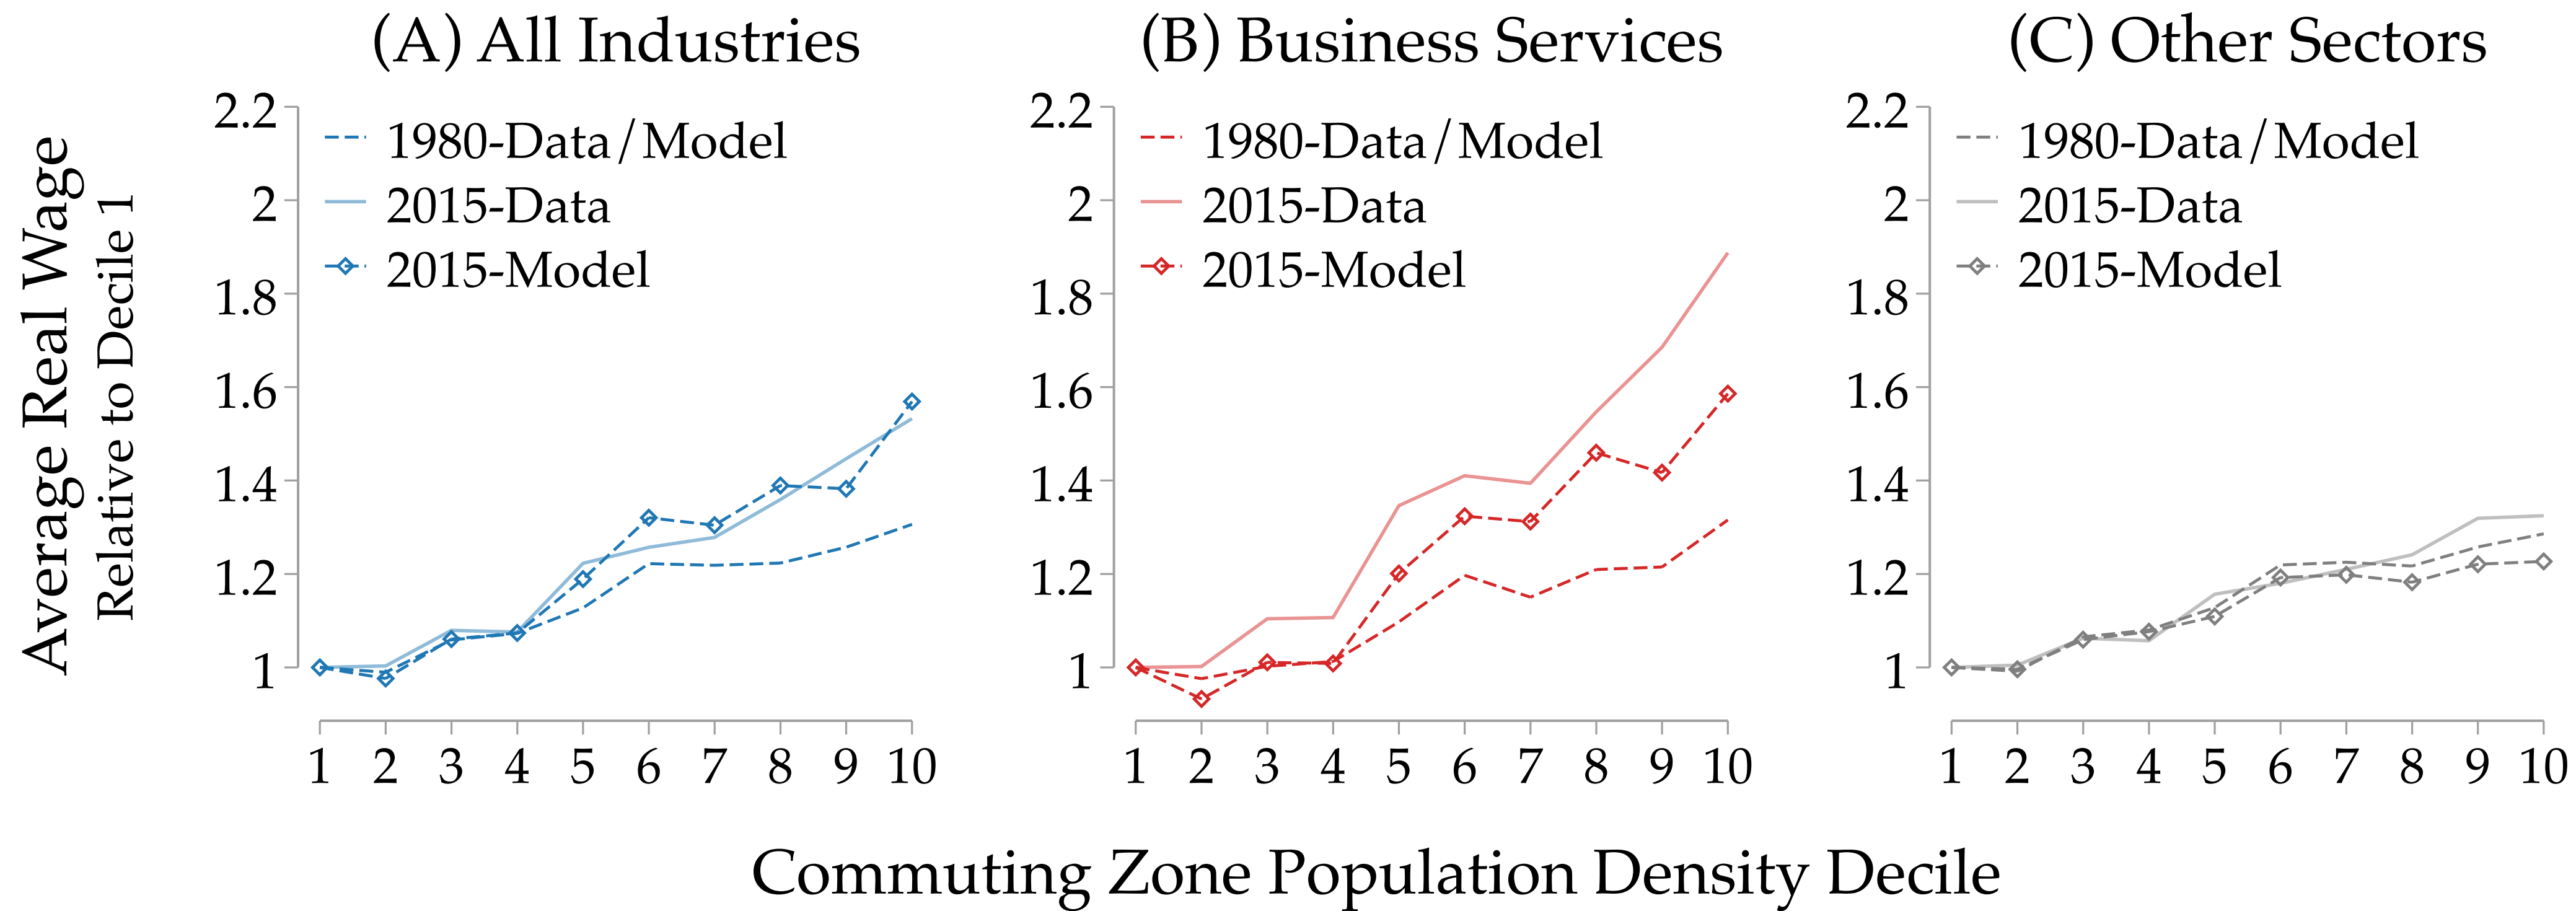 (A) All Industries
(B) Business Services
(C) Other Sectors
Average Real Wage
Relative to Decile 1
2.2
2
1.8
1.6
1.4
1.2
1
1980-Data/Model
2015-Data
2015-Model
1 2 3 4 5 6 7 8 9 10
2.2
2
1.8
1.6
1.4
1.2
1
1980-Data/Model
2015-Data
2015-Model
1 2 3 4 5 6 7 8 9 10
2.2
2
1.8
1.6
1.4
1.2
1
1980-Data/Model
2015-Data
2015-Model
1 2 3 4 5 6 7 8 9 10
Commuting Zone Population Density Decile